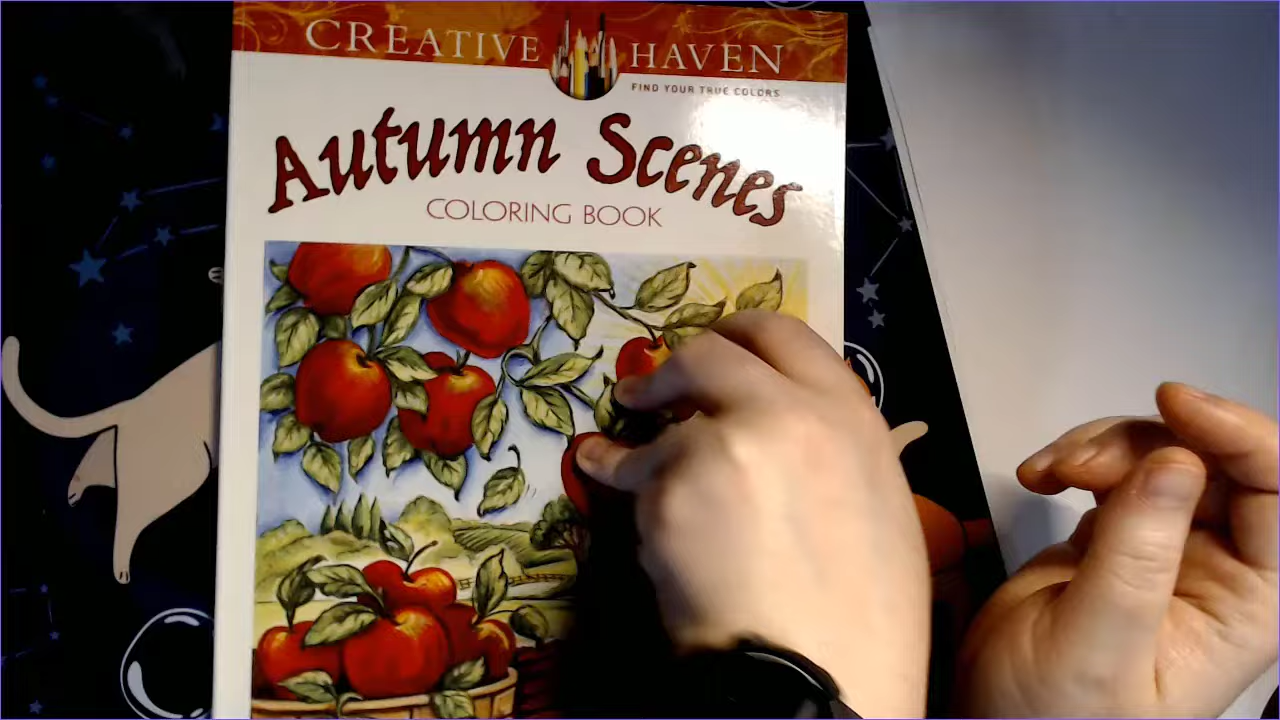 CREATIVE HAVEN
FIND YOUR TRUE COLORS
Autumn Scenes
COLORING BOOK